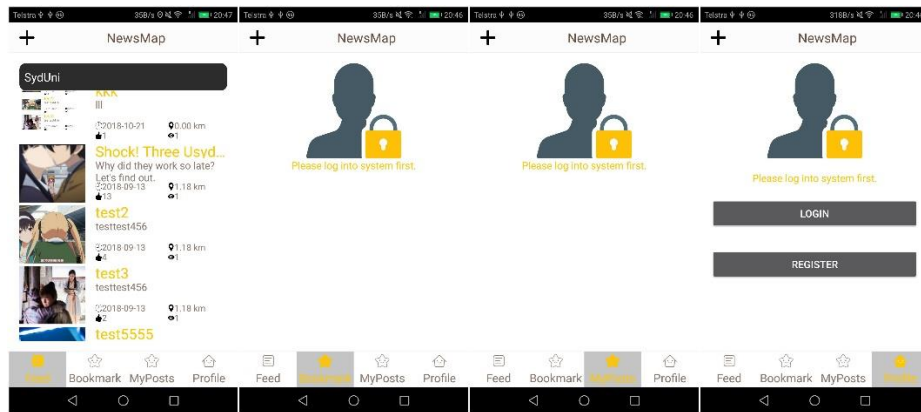 Telstra 35B/s 20:47
NewsMap
SydUni
KKK
III
2018-10-21 0.00 km
1 1
Shock! Three Usyd...
Why did they work so late?
Let's find out.
2018-09-13 1.18 km
13 1
test2
testtest456
2018-09-13 1.18 km
4 1
test3
testtest456
2018-09-13 1.18 km
2 1
test5555
Feed Bookmark MyPosts Profile
Telstra 35B/s 20:46
NewsMap
Please log into system first.
Feed Bookmark MyPosts Profile
Telstra 35B/s 20:46
NewsMap
Please log into system first.
Feed Bookmark MyPosts Profile
Telstra 318B/s 20:46
NewsMap
Please log into system first.
LOGIN
REGISTER
Feed Bookmark MyPosts Profile